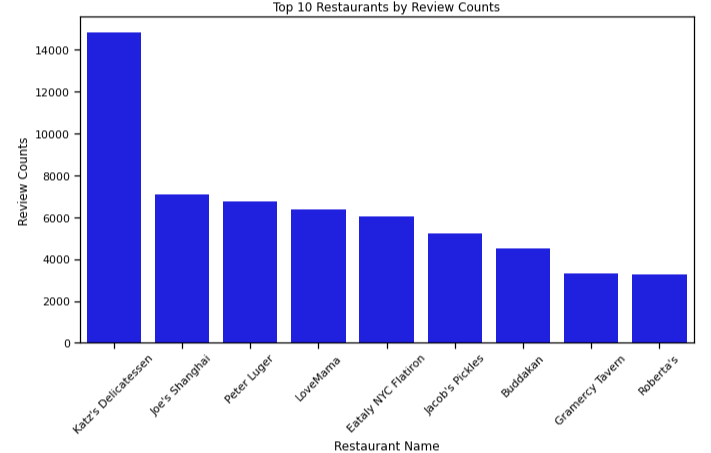 Top 10 Restaurants by Review Counts
14000
12000
10000
8000
6000
4000
2000
0
Review Counts
Katz's Delicatessen
Joe's Shanghai
Peter Luger
LoveMama
Eataly NYC Flatiron
Jacob's Pickles
Buddakan
Gramercy Tavern
Roberta's
Restaurant Name